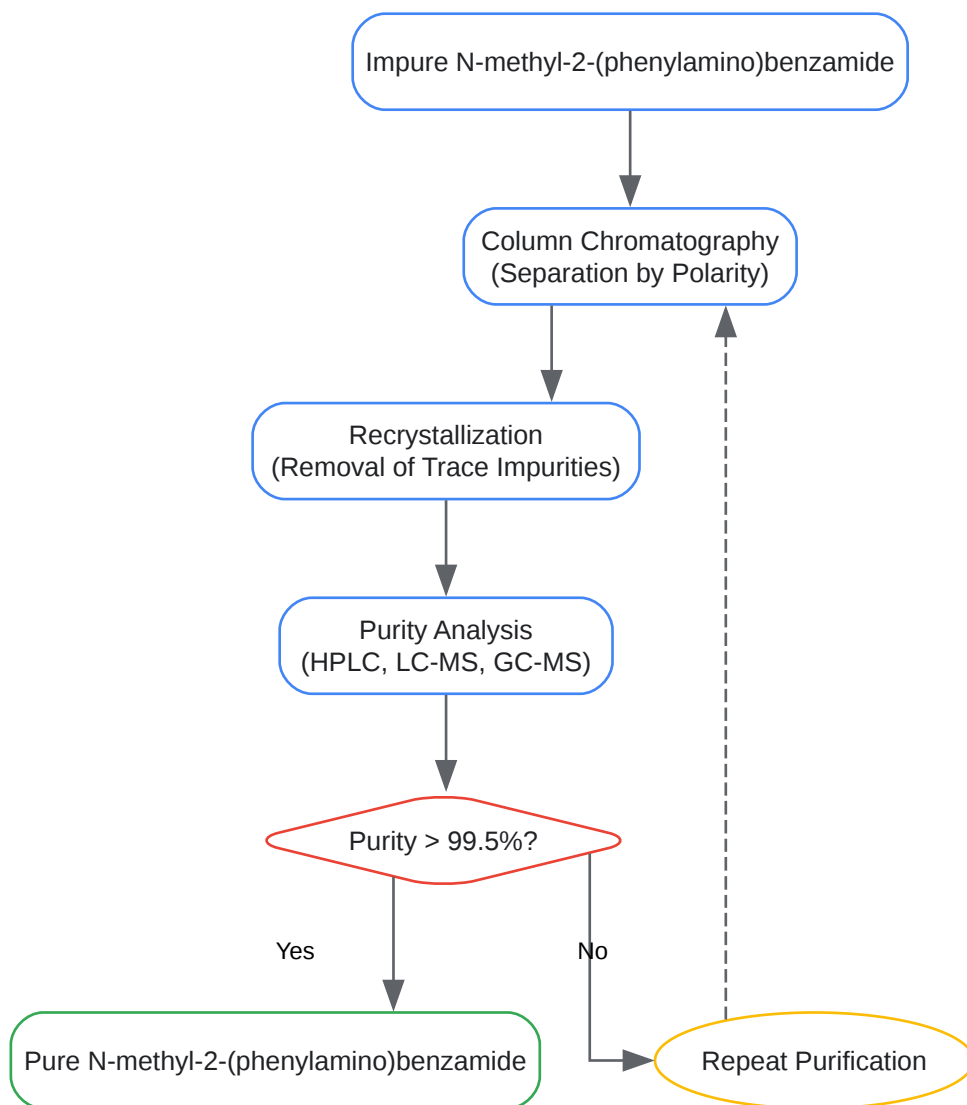 Impure N-methyl-2-(phenylamino)benzamide
Column Chromatography
(Separation by Polarity)
Recrystallization
(Removal of Trace Impurities)
Purity Analysis
(HPLC, LC-MS, GC-MS)
Purity > 99.5%?
Yes
No
Pure N-methyl-2-(phenylamino)benzamide
Repeat Purification